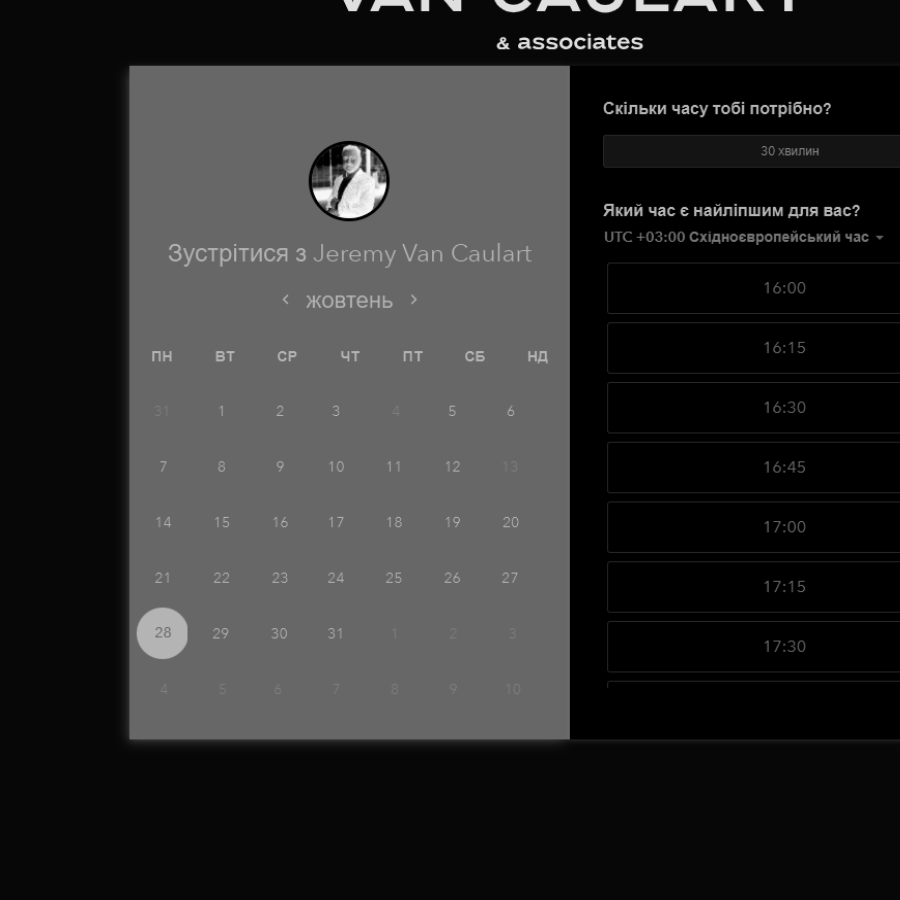 VAN CAULART
& associates
Зустрітися з Jeremy Van Caulart
жовтень
ПН ВТ СР ЧТ ПТ СБ НД
31 1 2 3 4 5 6
7 8 9 10 11 12 13
14 15 16 17 18 19 20
21 22 23 24 25 26 27
28 29 30 31 1 2 3
4 5 6 7 8 9 10
Скільки часу тобі потрібно?
30 хвилин
Який час є найліпшим для вас?
UTC +03:00 Східноєвропейський час
16:00
16:15
16:30
16:45
17:00
17:15
17:30